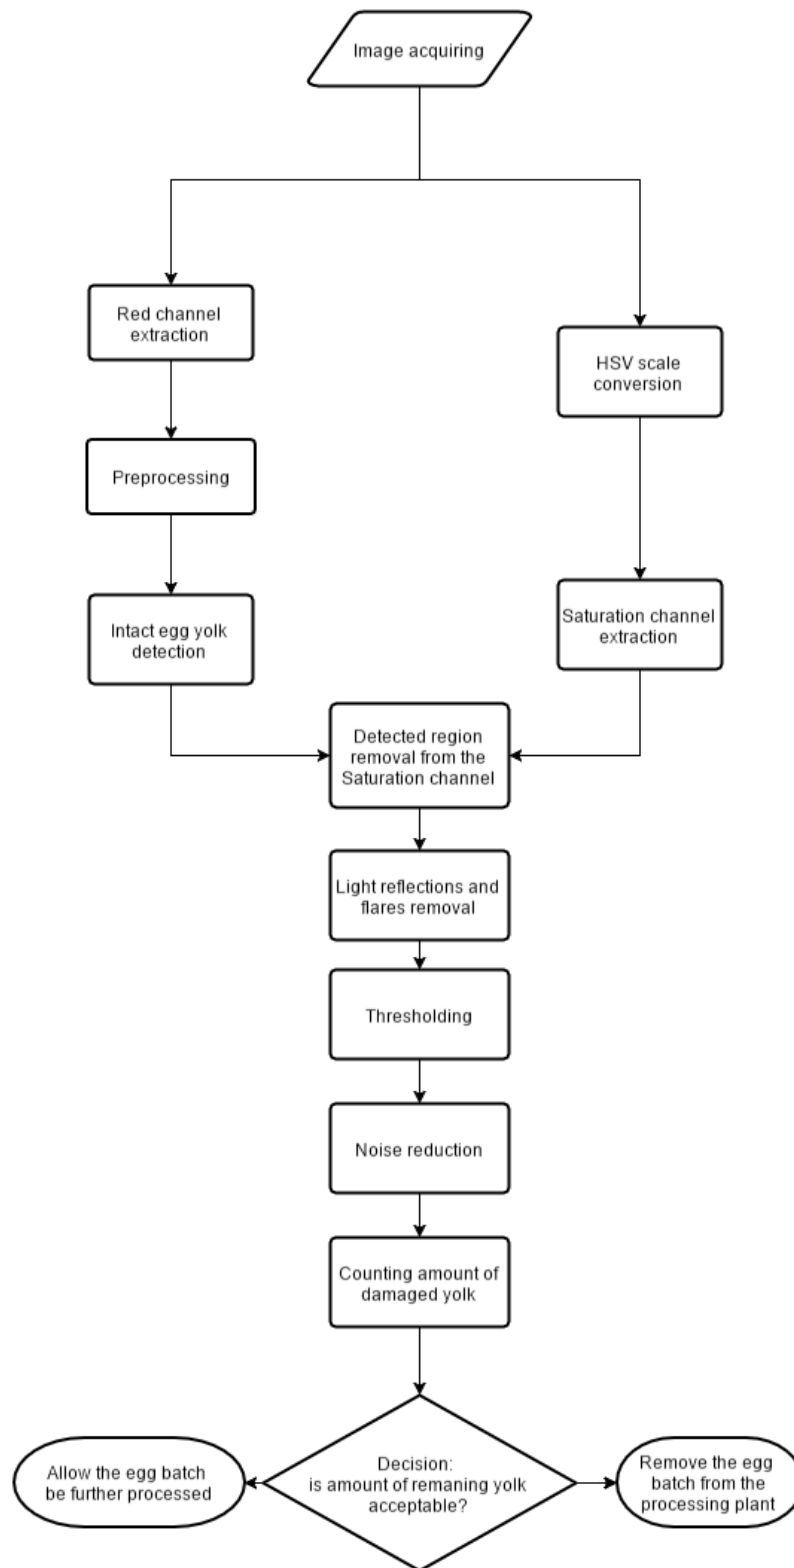 Image acquiring
Red channel
extraction
HSV scale
conversion
Preprocessing
Intact egg yolk
detection
Saturation channel
extraction
Detected region
removal from the
Saturation channel
Light reflections and
flares removal
Thresholding
Noise reduction
Counting amount of
damaged yolk
Decision:
is amount of remaning yolk
acceptable?
Allow the egg batch
be further processed
Remove the egg
batch from the
processing plant